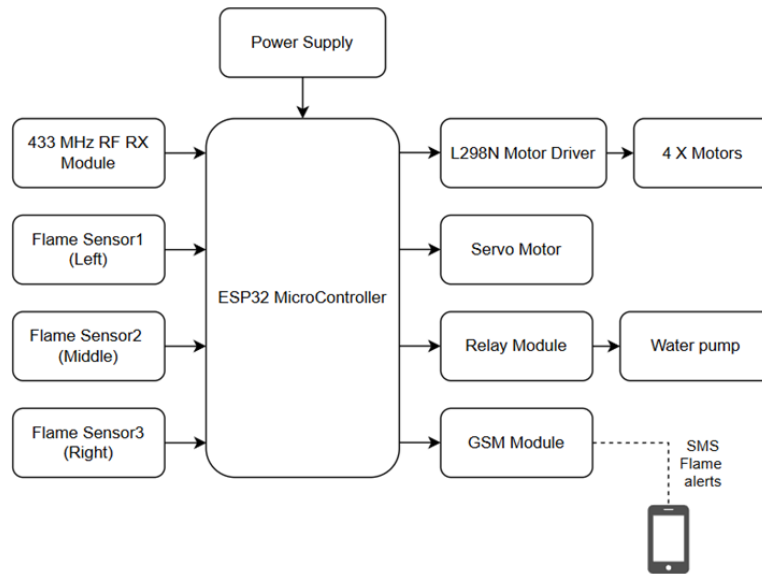 Power Supply
433 MHz RF RX
Module
L298N Motor Driver
4 X Motors
Flame Sensor1
(Left)
Servo Motor
ESP32 MicroController
Flame Sensor2
(Middle)
Relay Module
Water pump
Flame Sensor3
(Right)
GSM Module
SMS
Flame
alerts